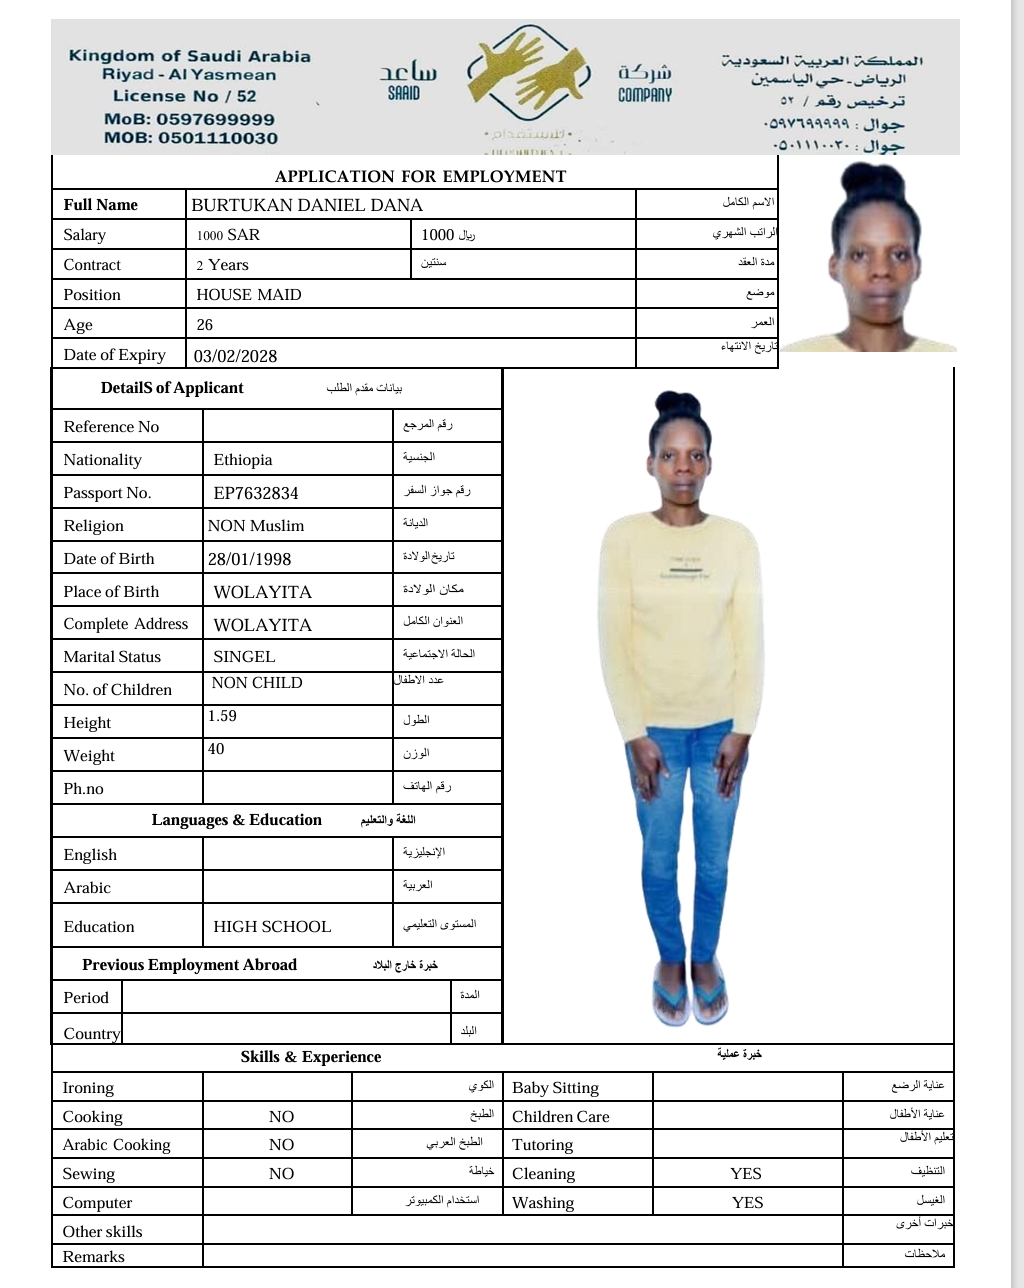 Kingdom of Saudi Arabia
Riyad - Al Yasmean
License No / 52
MoB: 0597699999
MOB: 0501110030
ساعد
SAAID
شركة
COMPANY
للاستقدام
المملكة العربية السعودية
الرياض - حي الياسمين
ترخيص رقم / ٥٢
جوال : ٠٥٩٧٦٩٩٩٩٩
جوال : ٠٥٠١١١٠٠٣٠
APPLICATION FOR EMPLOYMENT
Full Name BURTUKAN DANIEL DANA الاسم الكامل
Salary 1000 SAR 1000 ريال الراتب الشهري
Contract 2 Years سنتين مدة العقد
Position HOUSE MAID موضع
Age 26 العمر
Date of Expiry 03/02/2028 تاريخ الانتهاء
DetailS of Applicant بيانات مقدم الطلب
Reference No رقم المرجع
Nationality Ethiopia الجنسية
Passport No. EP7632834 رقم جواز السفر
Religion NON Muslim الديانة
Date of Birth 28/01/1998 تاريخ الولادة
Place of Birth WOLAYITA مكان الولادة
Complete Address WOLAYITA العنوان الكامل
Marital Status SINGEL الحالة الاجتماعية
No. of Children NON CHILD عدد الاطفال
Height 1.59 الطول
Weight 40 الوزن
Ph.no رقم الهاتف
Languages & Education اللغة والتعليم
English الإنجليزية
Arabic العربية
Education HIGH SCHOOL المستوى التعليمي
Previous Employment Abroad خبرة خارج البلاد
Period المدة
Country البلد
Skills & Experience خبرة عملية
Ironing الكوي Baby Sitting عناية الرضع
Cooking NO الطبخ Children Care عناية الأطفال
Arabic Cooking NO الطبخ العربي Tutoring تعليم الأطفال
Sewing NO خياطة Cleaning YES التنظيف
Computer استخدام الكمبيوتر Washing YES الغيسل
Other skills خبرات أخرى
Remarks ملاحظات